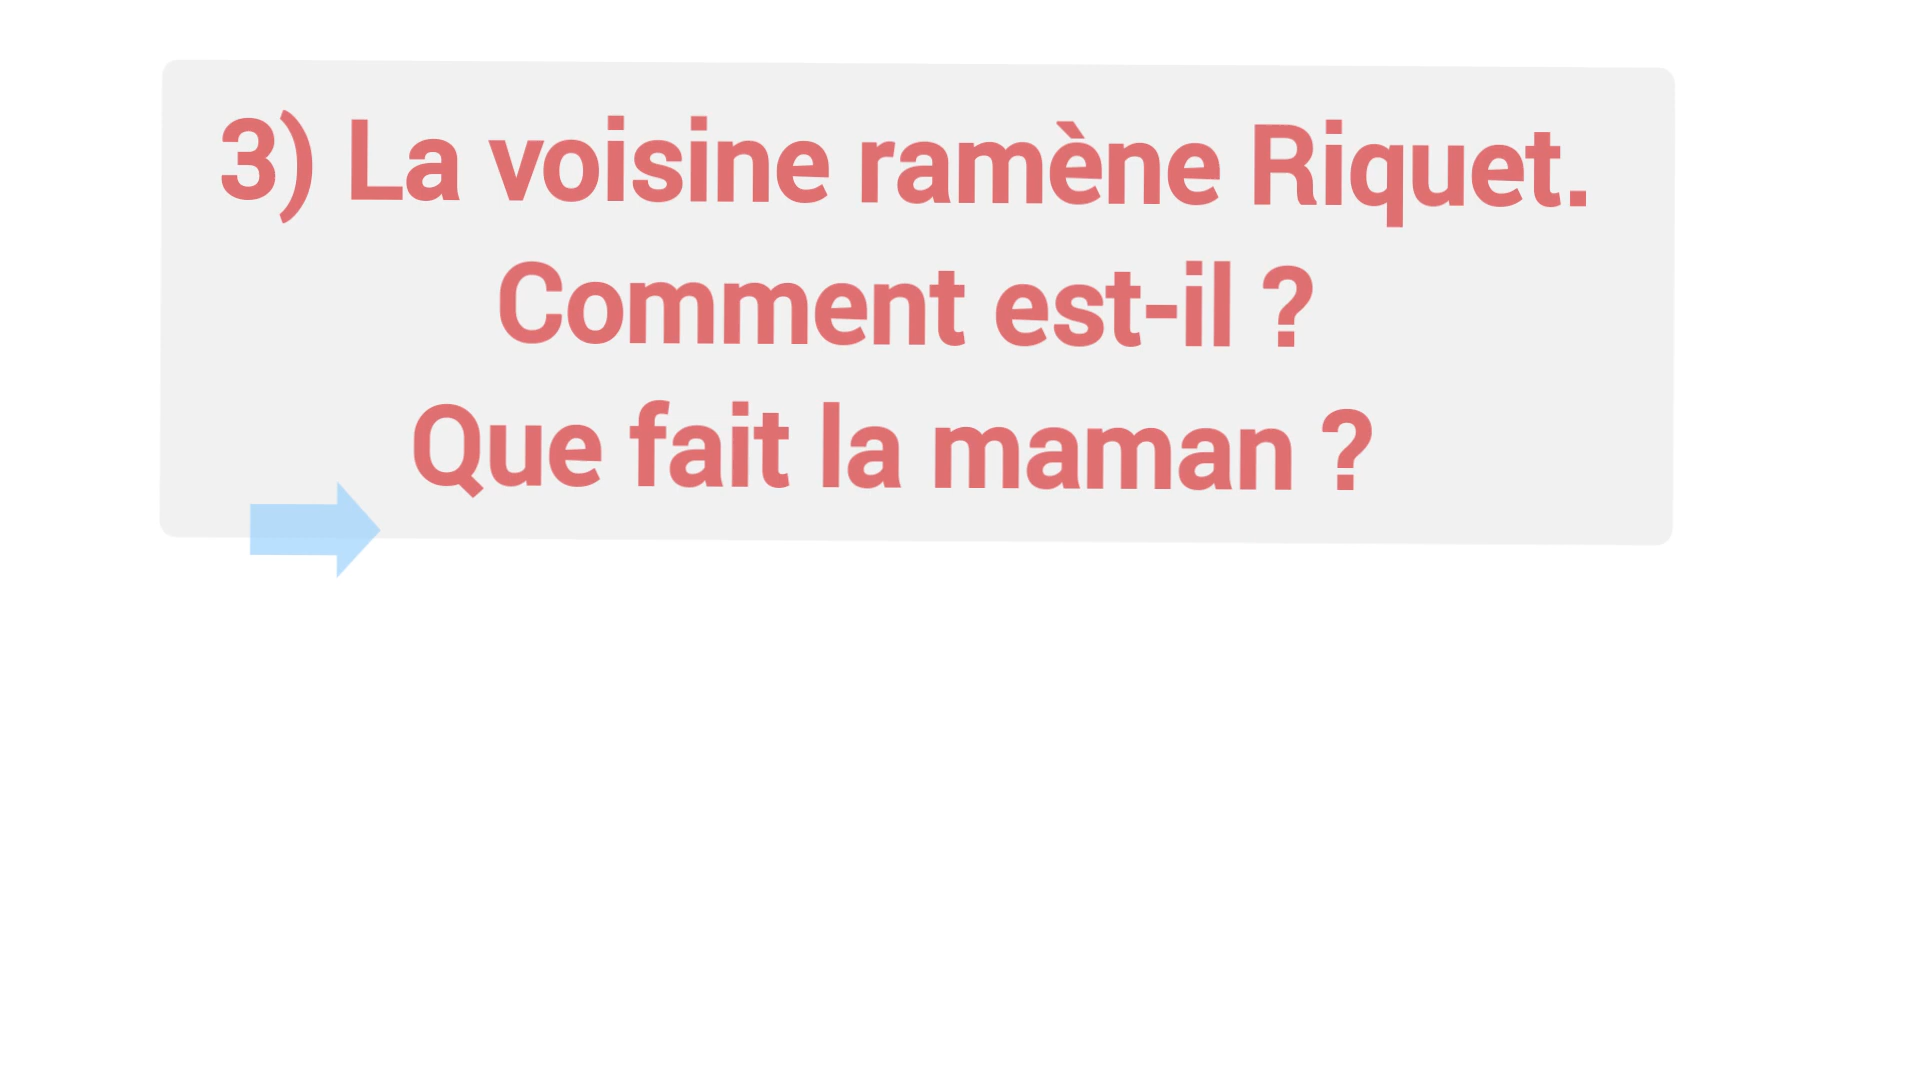 3) La voisine ramène Riquet.
Comment est-il ?
Que fait la maman ?